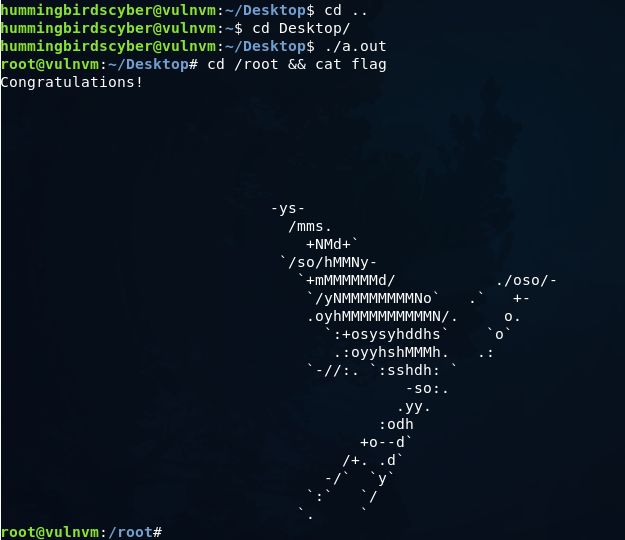 hummingbirdscyber@vulnvm:~/Desktop$ cd ..
hummingbirdscyber@vulnvm:~$ cd Desktop/
hummingbirdscyber@vulnvm:~/Desktop$ ./a.out
root@vulnvm:~/Desktop# cd /root && cat flag
Congratulations!
                              -ys-
                                /mms.
                                  +NMd+`
                               `/so/hMMNy-
                                 `+mMMMMMMd/           ./oso/-
                                  `/yNMMMMMMMMNo`   .`   +-
                                  .oyhMMMMMMMMMMN/.     o.
                                    `:+osysyhddhs`    `o`
                                     .:oyyhshMMMh.   .:
                                  `-//:. `:sshdh: `
                                             -so:.
                                            .yy.
                                          :odh
                                        +o--d`
                                      /+. .d`
                                    -/`  `y`
                                  `:`   `/
                                 `.     `
root@vulnvm:/root#